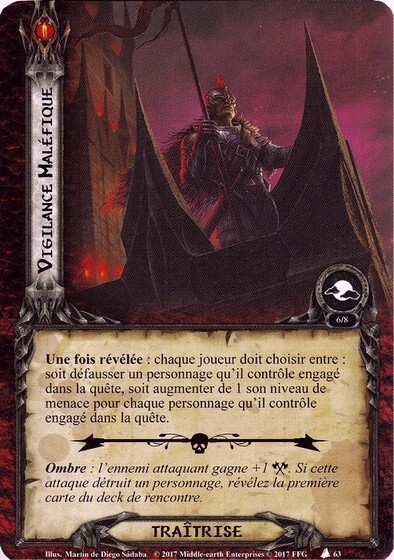 VIGILANCE MALÉFIQUE
6/8
Une fois révélée : chaque joueur doit choisir entre :
soit défausser un personnage qu'il contrôle engagé
dans la quête, soit augmenter de 1 son niveau de
menace pour chaque personnage qu'il contrôle
engagé dans la quête.
Ombre : l'ennemi attaquant gagne +1 . Si cette
attaque détruit un personnage, révélez la première
carte du deck de rencontre.
TRAÎTRISE
Illus. Martin de Diego Sádaba © 2017 Middle-earth Enterprises © 2017 FFG 63